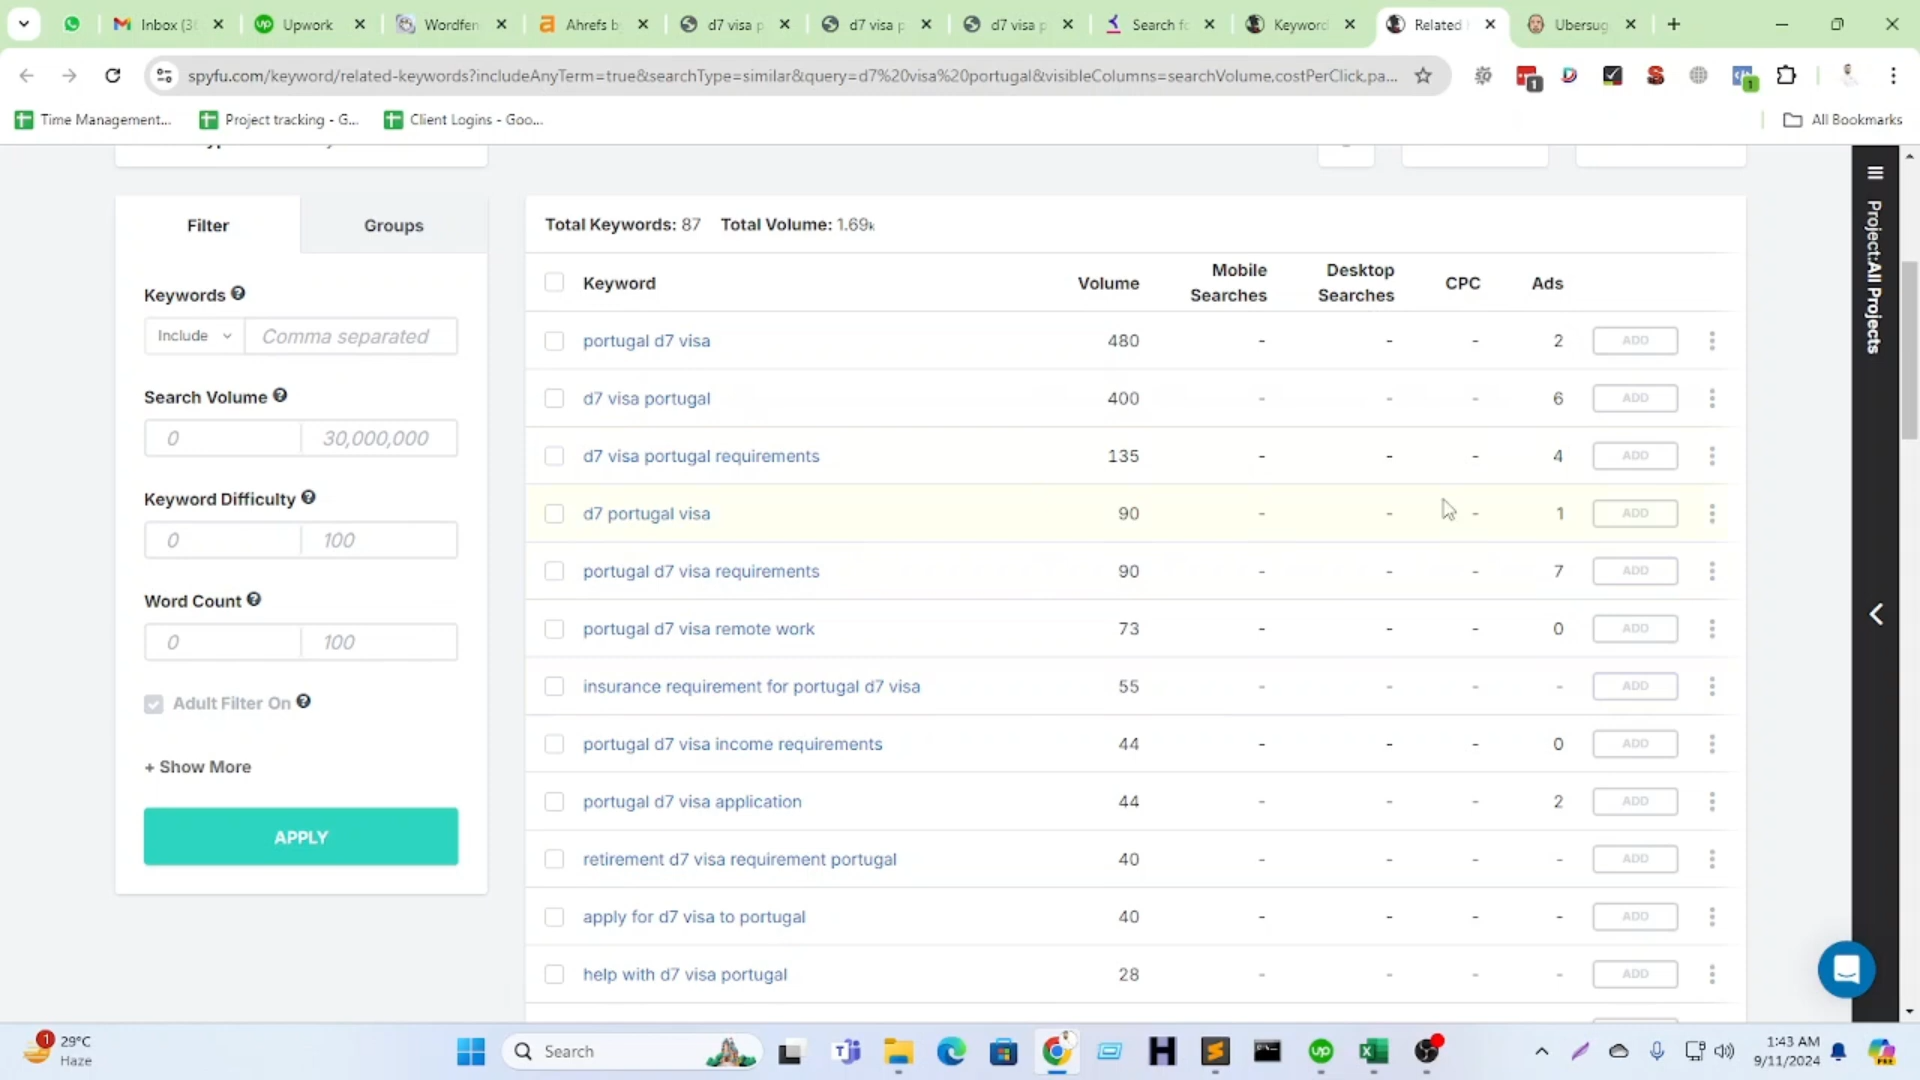 Inbox (3
Upwork
Wordfen
Ahrefs b
d7 visa p
d7 visa p
d7 visa p
Search fo
Keyword
Related
Ubersug
spyfu.com/keyword/related-keywords?includeAnyTerm=true&searchType=similar&query=d7%20visa%20portugal&visibleColumns=searchVolume,costPerClick,pa...
1
1
Time Management...
Project tracking - G...
Client Logins - Goo...
All Bookmarks
Filter
Groups
Keywords
Include
Comma separated
Search Volume
0
30,000,000
Keyword Difficulty
0
100
Word Count
0
100
Adult Filter On
+ Show More
APPLY
Total Keywords: 87 Total Volume: 1.69k
Keyword Volume Mobile Searches Desktop Searches CPC Ads
portugal d7 visa 480 - - - 2 ADD
d7 visa portugal 400 - - - 6 ADD
d7 visa portugal requirements 135 - - - 4 ADD
d7 portugal visa 90 - - - 1 ADD
portugal d7 visa requirements 90 - - - 7 ADD
portugal d7 visa remote work 73 - - - 0 ADD
insurance requirement for portugal d7 visa 55 - - - - ADD
portugal d7 visa income requirements 44 - - - 0 ADD
portugal d7 visa application 44 - - - 2 ADD
retirement d7 visa requirement portugal 40 - - - - ADD
apply for d7 visa to portugal 40 - - - - ADD
help with d7 visa portugal 28 - - - - ADD
Project:All Projects
1
29°C
Haze
Search
1:43 AM
9/11/2024